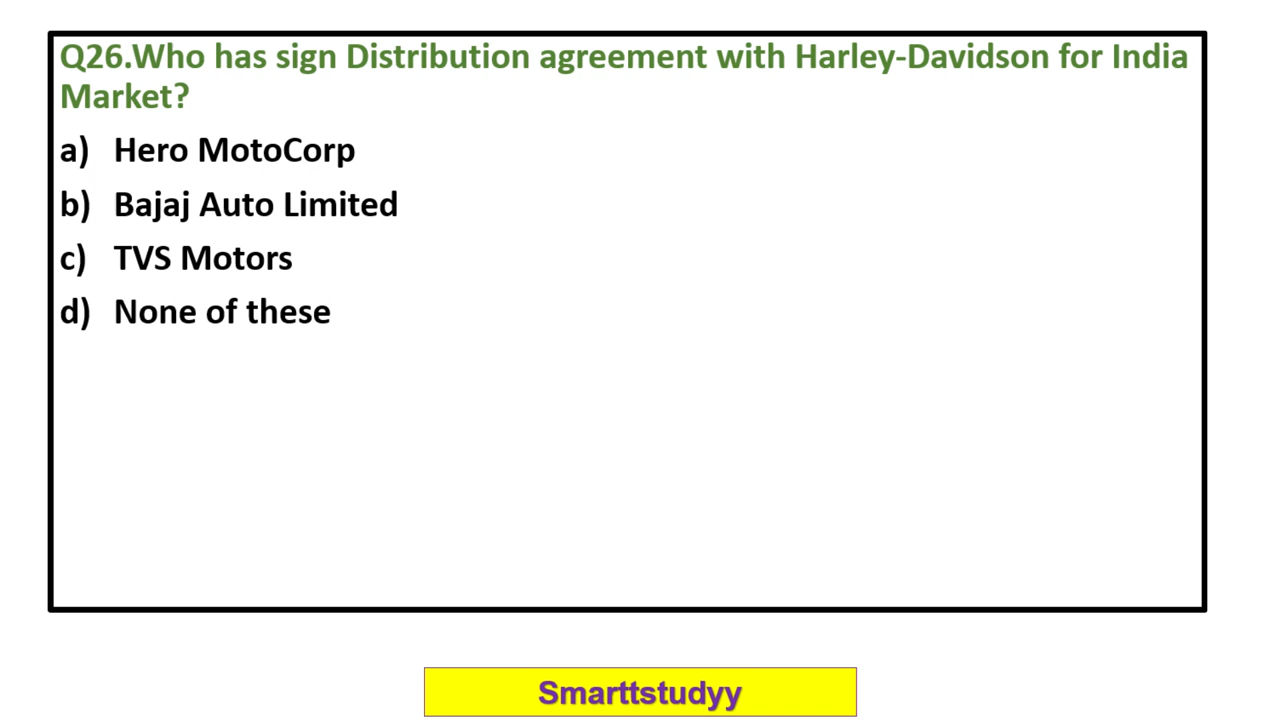 Q26.Who has sign Distribution agreement with Harley-Davidson for India
Market?
a) Hero MotoCorp
b) Bajaj Auto Limited
c) TVS Motors
d) None of these
Smarttstudyy